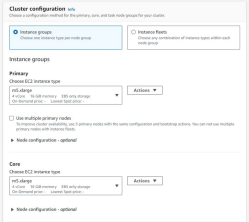 Cluster configuration Info
Choose a configuration method for the primary, core, and task node groups for your cluster.
Instance groups
Choose one instance type per node group
Instance fleets
Choose any combination of instance types within each node group
Instance groups
Primary
Choose EC2 instance type
m5.xlarge
4 vCore 16 GiB memory EBS only storage
On-Demand price: - Lowest Spot price: -
Actions
Use multiple primary nodes
To improve cluster availability, use 3 primary nodes with the same configuration and bootstrap actions. You can not use multiple primary nodes with instance fleets.
Node configuration - optional
Core
Choose EC2 instance type
m5.xlarge
4 vCore 16 GiB memory EBS only storage
On-Demand price: - Lowest Spot price: -
Actions
Node configuration - optional